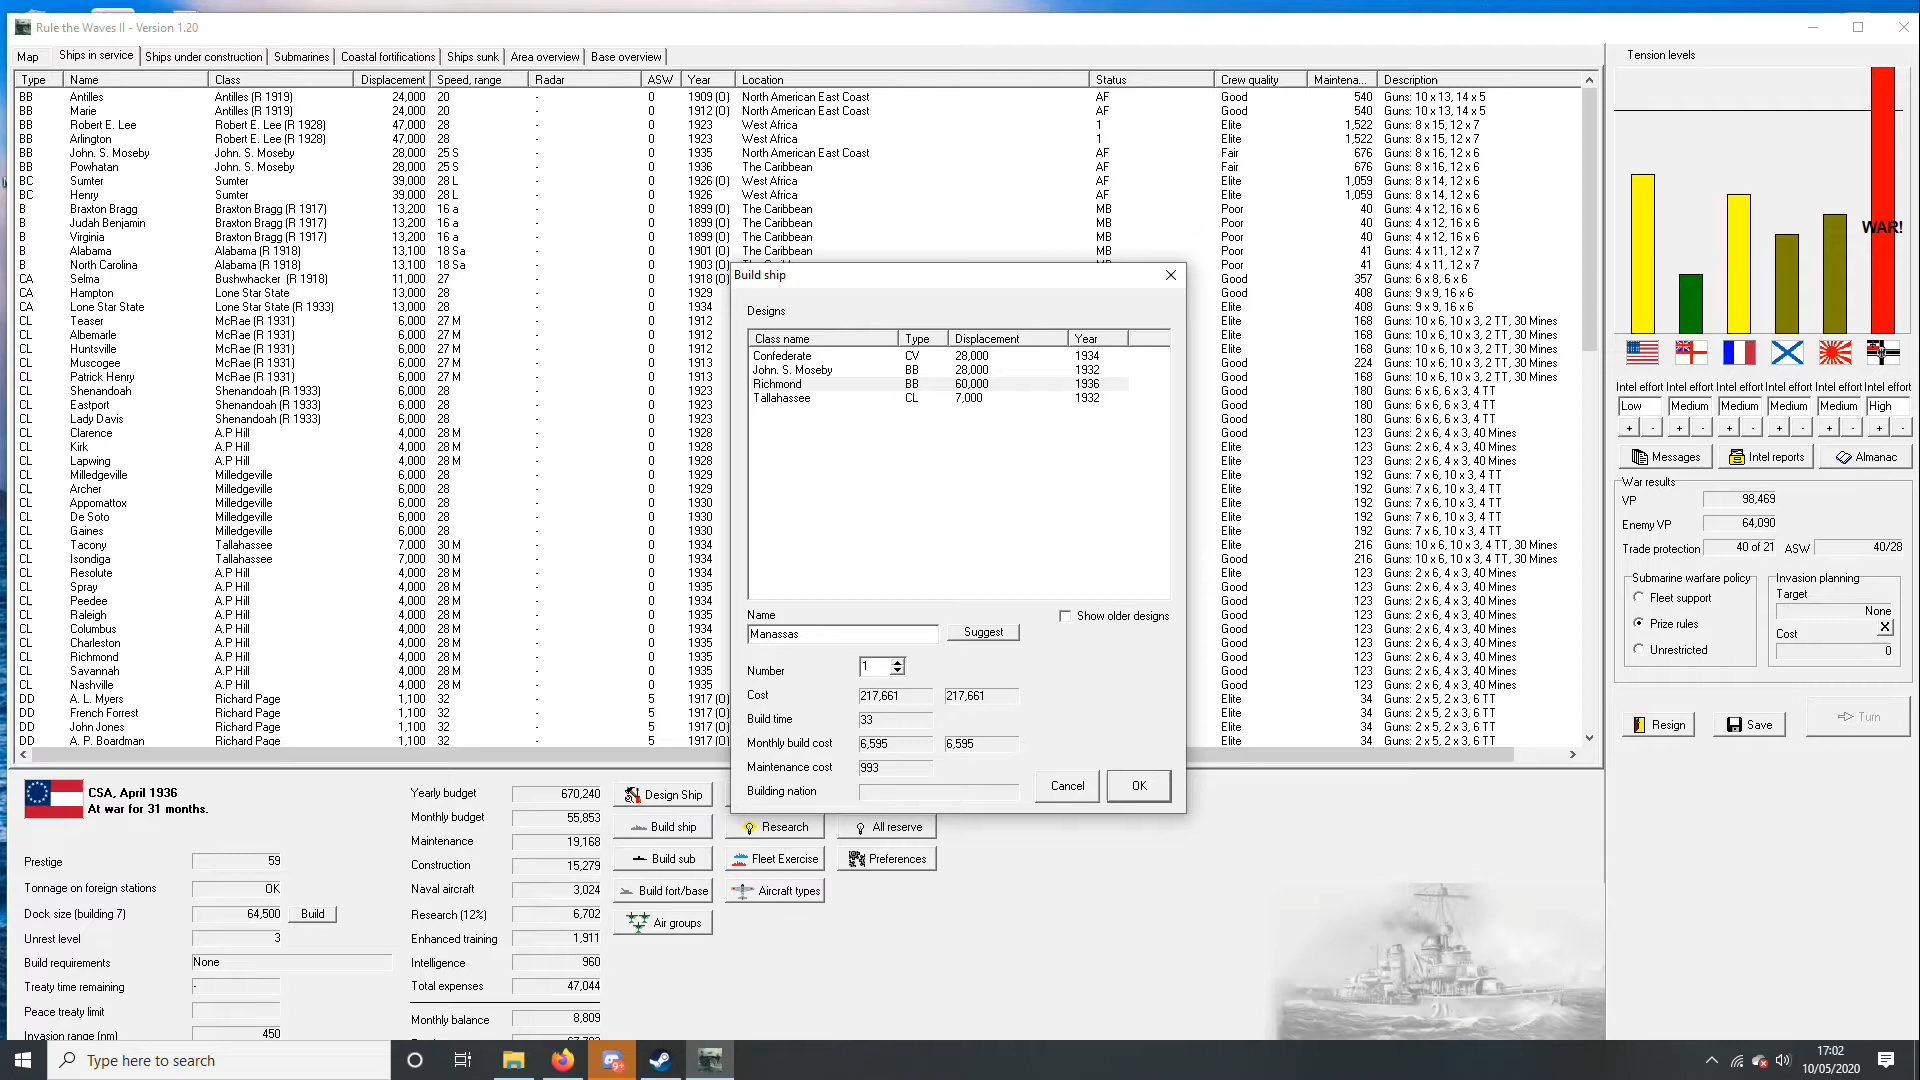 Rule the Waves II - Version 1.20
Map Ships in service Ships under construction Submarines Coastal fortifications Ships sunk Area overview Base overview
Type Name Class Displacement Speed, range Radar ASW Year Location Status Crew quality Maintena... Description
BB Antilles Antilles (R 1919) 24,000 20 - 0 1909 (O) North American East Coast AF Good 540 Guns: 10 x 13, 14 x 5
BB Marie Antilles (R 1919) 24,000 20 - 0 1912 (O) North American East Coast AF Good 540 Guns: 10 x 13, 14 x 5
BB Robert E. Lee Robert E. Lee (R 1928) 47,000 28 - 0 1923 West Africa 1 Elite 1,522 Guns: 8 x 15, 12 x 7
BB Arlington Robert E. Lee (R 1928) 47,000 28 - 0 1923 West Africa 1 Elite 1,522 Guns: 8 x 15, 12 x 7
BB John. S. Moseby John. S. Moseby 28,000 25 S - 0 1935 North American East Coast AF Fair 676 Guns: 8 x 16, 12 x 6
BB Powhatan John. S. Moseby 28,000 25 S - 0 1936 The Caribbean AF Fair 676 Guns: 8 x 16, 12 x 6
BC Sumter Sumter 39,000 28 L - 0 1926 (O) West Africa AF Elite 1,059 Guns: 8 x 14, 12 x 6
BC Henry Sumter 39,000 28 L - 0 1926 (O) West Africa AF Elite 1,059 Guns: 8 x 14, 12 x 6
B Braxton Bragg Braxton Bragg (R 1917) 13,200 16 a - 0 1899 (O) The Caribbean MB Poor 40 Guns: 4 x 12, 16 x 6
B Judah Benjamin Braxton Bragg (R 1917) 13,200 16 a - 0 1899 (O) The Caribbean MB Poor 40 Guns: 4 x 12, 16 x 6
B Virginia Braxton Bragg (R 1917) 13,200 16 a - 0 1899 (O) The Caribbean MB Poor 40 Guns: 4 x 12, 16 x 6
B Alabama Alabama (R 1918) 13,100 18 Sa - 0 1901 (O) The Caribbean MB Poor 41 Guns: 4 x 11, 12 x 7
B North Carolina Alabama (R 1918) 13,100 18 Sa - 0 1903 (O) Poor 41 Guns: 4 x 11, 12 x 7
CA Selma Bushwhacker (R 1918) 11,000 27 - 0 1918 (O) Good 357 Guns: 6 x 8, 6 x 6
CA Hampton Lone Star State 13,000 28 - 0 1929 Good 408 Guns: 9 x 9, 16 x 6
CA Lone Star State Lone Star State (R 1933) 13,000 28 - 0 1934 Good 408 Guns: 9 x 9, 16 x 6
CL Teaser McRae (R 1931) 6,000 27 M - 0 1912 Elite 168 Guns: 10 x 6, 10 x 3, 2 TT, 30 Mines
CL Albemarle McRae (R 1931) 6,000 27 M - 0 1912 Elite 168 Guns: 10 x 6, 10 x 3, 2 TT, 30 Mines
CL Huntsville McRae (R 1931) 6,000 27 M - 0 1912 Elite 168 Guns: 10 x 6, 10 x 3, 2 TT, 30 Mines
CL Muscogee McRae (R 1931) 6,000 27 M - 0 1913 Good 224 Guns: 10 x 6, 10 x 3, 2 TT, 30 Mines
CL Patrick Henry McRae (R 1931) 6,000 27 M - 0 1913 Elite 168 Guns: 10 x 6, 10 x 3, 2 TT, 30 Mines
CL Shenandoah Shenandoah (R 1933) 6,000 28 - 0 1923 Good 180 Guns: 6 x 6, 6 x 3, 4 TT
CL Eastport Shenandoah (R 1933) 6,000 28 - 0 1923 Good 180 Guns: 6 x 6, 6 x 3, 4 TT
CL Lady Davis Shenandoah (R 1933) 6,000 28 - 0 1923 Good 180 Guns: 6 x 6, 6 x 3, 4 TT
CL Clarence A.P Hill 4,000 28 M - 0 1928 Good 123 Guns: 2 x 6, 4 x 3, 40 Mines
CL Kirk A.P Hill 4,000 28 M - 0 1928 Elite 123 Guns: 2 x 6, 4 x 3, 40 Mines
CL Lapwing A.P Hill 4,000 28 M - 0 1928 Good 123 Guns: 2 x 6, 4 x 3, 40 Mines
CL Milledgeville Milledgeville 6,000 28 - 0 1929 Elite 192 Guns: 7 x 6, 10 x 3, 4 TT
CL Archer Milledgeville 6,000 28 - 0 1929 Elite 192 Guns: 7 x 6, 10 x 3, 4 TT
CL Appomattox Milledgeville 6,000 28 - 0 1930 Elite 192 Guns: 7 x 6, 10 x 3, 4 TT
CL De Soto Milledgeville 6,000 28 - 0 1930 Elite 192 Guns: 7 x 6, 10 x 3, 4 TT
CL Gaines Milledgeville 6,000 28 - 0 1930 Elite 192 Guns: 7 x 6, 10 x 3, 4 TT
CL Tacony Tallahassee 7,000 30 M - 0 1934 Elite 216 Guns: 10 x 6, 10 x 3, 4 TT, 30 Mines
CL Isondiga Tallahassee 7,000 30 M - 0 1934 Good 216 Guns: 10 x 6, 10 x 3, 4 TT, 30 Mines
CL Resolute A.P Hill 4,000 28 M - 0 1934 Elite 123 Guns: 2 x 6, 4 x 3, 40 Mines
CL Spray A.P Hill 4,000 28 M - 0 1935 Good 123 Guns: 2 x 6, 4 x 3, 40 Mines
CL Peedee A.P Hill 4,000 28 M - 0 1934 Elite 123 Guns: 2 x 6, 4 x 3, 40 Mines
CL Raleigh A.P Hill 4,000 28 M - 0 1935 Good 123 Guns: 2 x 6, 4 x 3, 40 Mines
CL Columbus A.P Hill 4,000 28 M - 0 1934 Elite 123 Guns: 2 x 6, 4 x 3, 40 Mines
CL Charleston A.P Hill 4,000 28 M - 0 1935 Good 123 Guns: 2 x 6, 4 x 3, 40 Mines
CL Richmond A.P Hill 4,000 28 M - 0 1935 Good 123 Guns: 2 x 6, 4 x 3, 40 Mines
CL Savannah A.P Hill 4,000 28 M - 0 1935 Elite 123 Guns: 2 x 6, 4 x 3, 40 Mines
CL Nashville A.P Hill 4,000 28 M - 0 1935 Good 123 Guns: 2 x 6, 4 x 3, 40 Mines
DD A. L. Myers Richard Page 1,100 32 - 5 1917 (O) Elite 34 Guns: 2 x 5, 2 x 3, 6 TT
DD French Forrest Richard Page 1,100 32 - 5 1917 (O) Elite 34 Guns: 2 x 5, 2 x 3, 6 TT
DD John Jones Richard Page 1,100 32 - 5 1917 (O) Elite 34 Guns: 2 x 5, 2 x 3, 6 TT
DD A. P. Boardman Richard Page 1,100 32 - 5 1917 (O) Elite 34 Guns: 2 x 5, 2 x 3, 6 TT
Build ship
Designs
Class name Type Displacement Year
Confederate CV 28,000 1934
John. S. Moseby BB 28,000 1932
Richmond BB 60,000 1936
Tallahassee CL 7,000 1932
Name
Show older designs
Manassas Suggest
Number 1
Cost 217,661 217,661
Build time 33
Monthly build cost 6,595 6,595
Maintenance cost 993
Building nation
Cancel OK
Tension levels
WAR!
Intel effort Intel effort Intel effort Intel effort Intel effort Intel effort
Low Medium Medium Medium Medium High
+ - + - + - + - + - + -
Messages Intel reports Almanac
War results
VP 98,469
Enemy VP 64,090
Trade protection 40 of 21 ASW 40/28
Submarine warfare policy
Fleet support
Prize rules
Unrestricted
Invasion planning
Target
None
Cost X
0
Resign Save Turn
CSA, April 1936
At war for 31 months.
Prestige 59
Tonnage on foreign stations OK
Dock size (building 7) 64,500 Build
Unrest level 3
Build requirements None
Treaty time remaining -
Peace treaty limit
Invasion range (nm) 450
Yearly budget 670,240
Monthly budget 55,853
Maintenance 19,168
Construction 15,279
Naval aircraft 3,024
Research (12%) 6,702
Enhanced training 1,911
Intelligence 960
Total expenses 47,044
Monthly balance 8,809
Design Ship
Build ship Research All reserve
Build sub Fleet Exercise Preferences
Build fort/base Aircraft types
Air groups
Type here to search
9+
17:02
10/05/2020